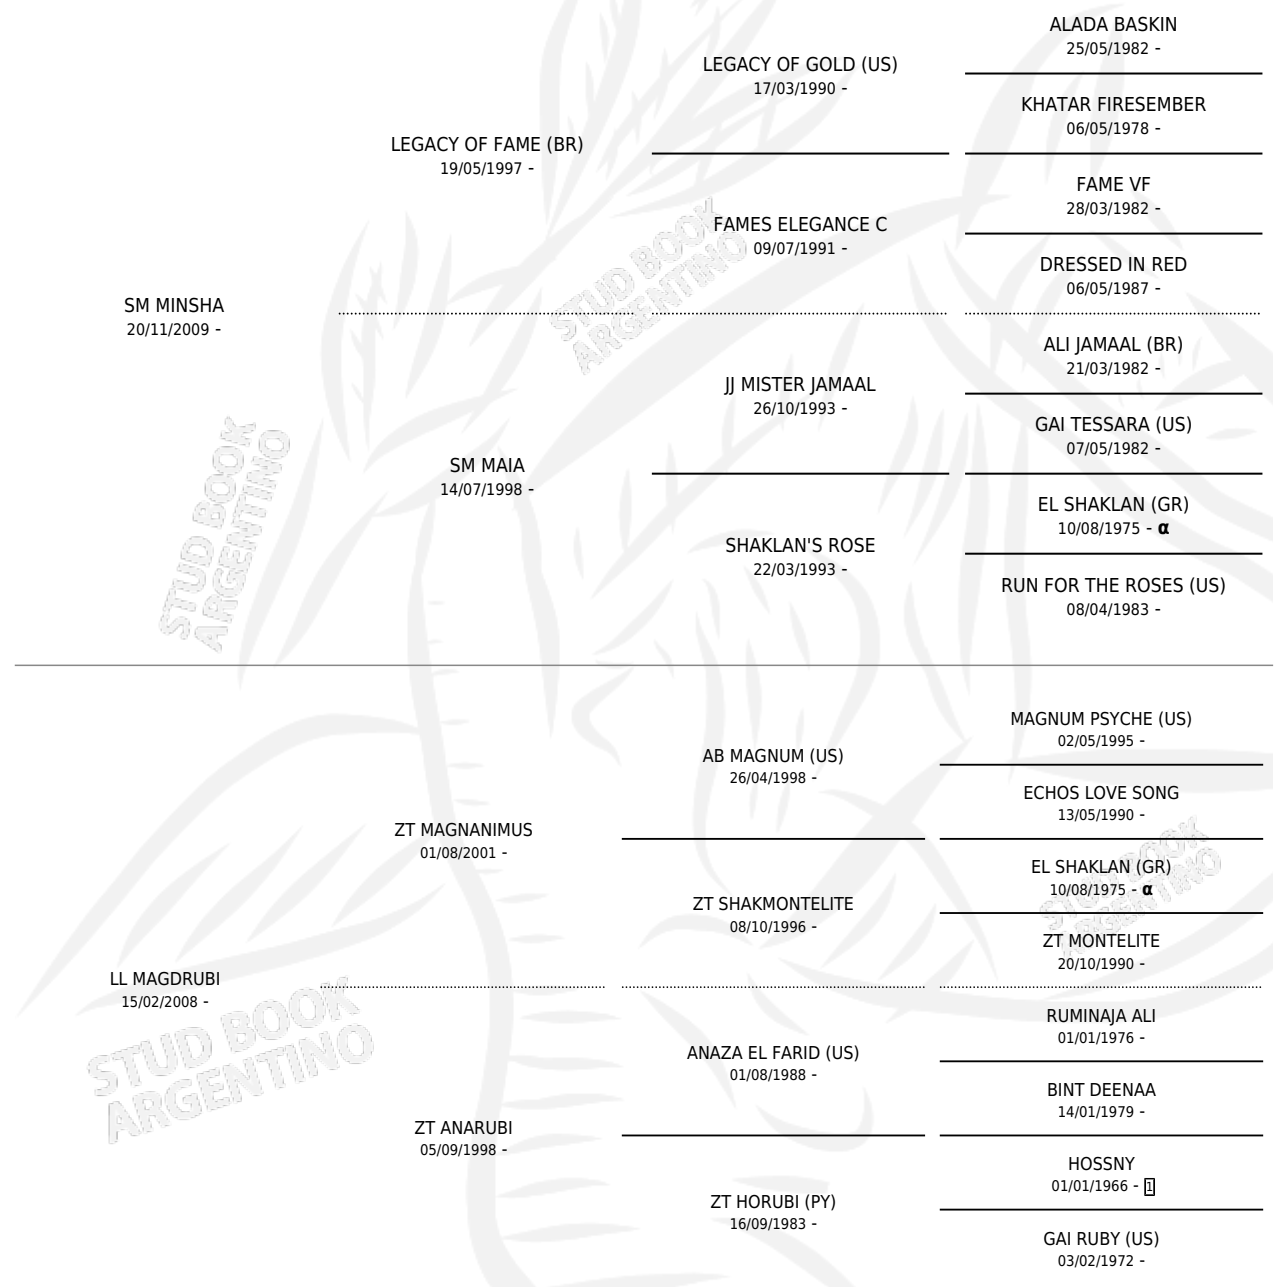 ALADA BASKIN
25/05/1982 -
LEGACY OF GOLD (US)
17/03/1990 -
KHATAR FIRESEMBER
06/05/1978 -
LEGACY OF FAME (BR)
19/05/1997 -
FAME VF
28/03/1982 -
FAMES ELEGANCE C
09/07/1991 -
DRESSED IN RED
06/05/1987 -
SM MINSHA
20/11/2009 -
ALI JAMAAL (BR)
21/03/1982 -
JJ MISTER JAMAAL
26/10/1993 -
GAI TESSARA (US)
07/05/1982 -
SM MAIA
14/07/1998 -
EL SHAKLAN (GR)
10/08/1975 - α
SHAKLAN'S ROSE
22/03/1993 -
RUN FOR THE ROSES (US)
08/04/1983 -
MAGNUM PSYCHE (US)
02/05/1995 -
AB MAGNUM (US)
26/04/1998 -
ECHOS LOVE SONG
13/05/1990 -
ZT MAGNANIMUS
01/08/2001 -
EL SHAKLAN (GR)
10/08/1975 - α
ZT SHAKMONTELITE
08/10/1996 -
ZT MONTELITE
20/10/1990 -
LL MAGDRUBI
15/02/2008 -
RUMINAJA ALI
01/01/1976 -
ANAZA EL FARID (US)
01/08/1988 -
BINT DEENAA
14/01/1979 -
ZT ANARUBI
05/09/1998 -
HOSSNY
01/01/1966 - 1
ZT HORUBI (PY)
16/09/1983 -
GAI RUBY (US)
03/02/1972 -
STUD BOOK
ARGENTINO
STUD BOOK
ARGENTINO
STUD BOOK
ARGENTINO
STUD BOOK
ARGENTINO